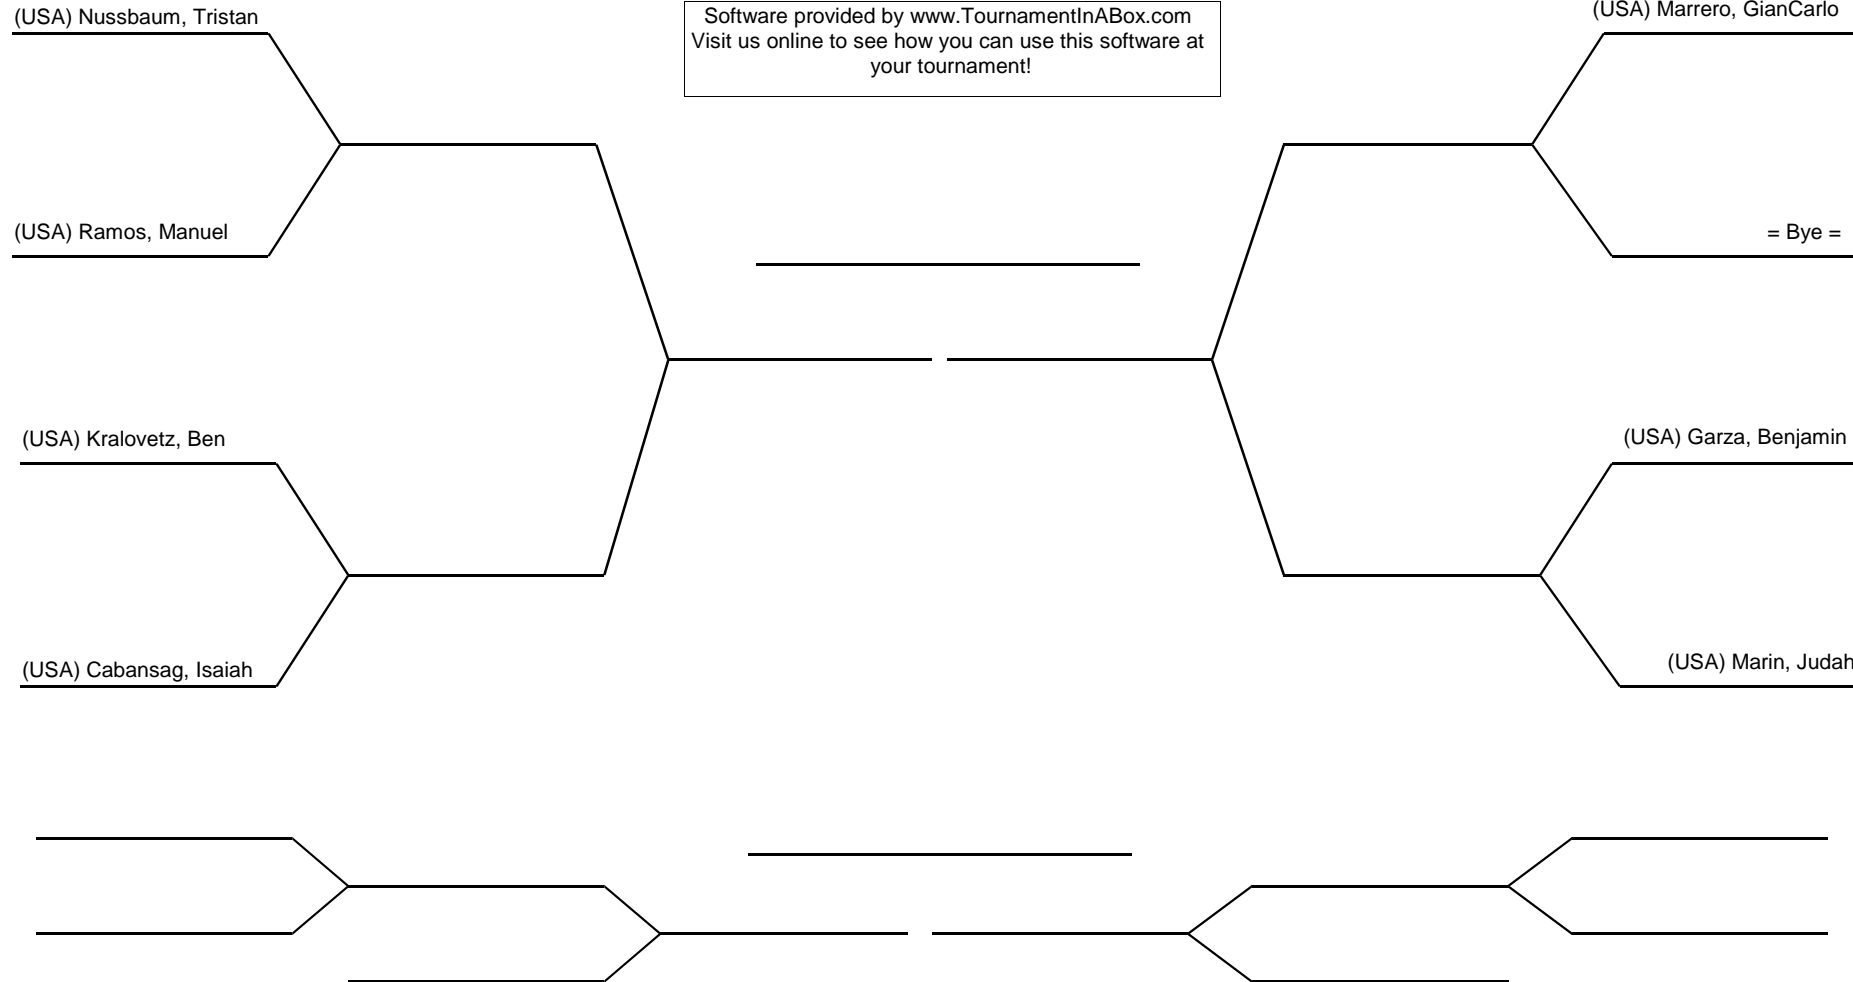 (USA) Nussbaum, Tristan
Software provided by www.TournamentInABox.com
Visit us online to see how you can use this software at
your tournament!
(USA) Marrero, GianCarlo
(USA) Ramos, Manuel
= Bye =
(USA) Kralovetz, Ben
(USA) Garza, Benjamin
(USA) Cabansag, Isaiah
(USA) Marin, Judah